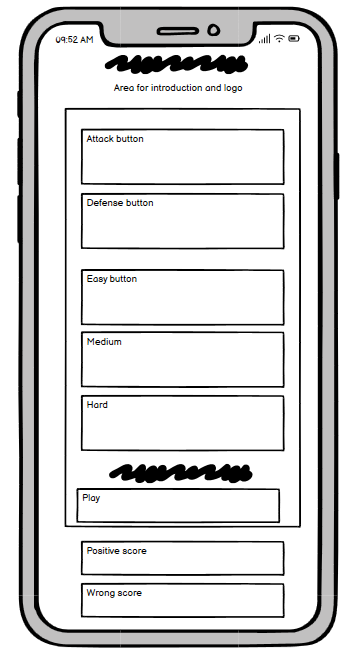 09:52 AM
Area for introduction and logo
Attack button
Defense button
Easy button
Medium
Hard
Play
Positive score
Wrong score